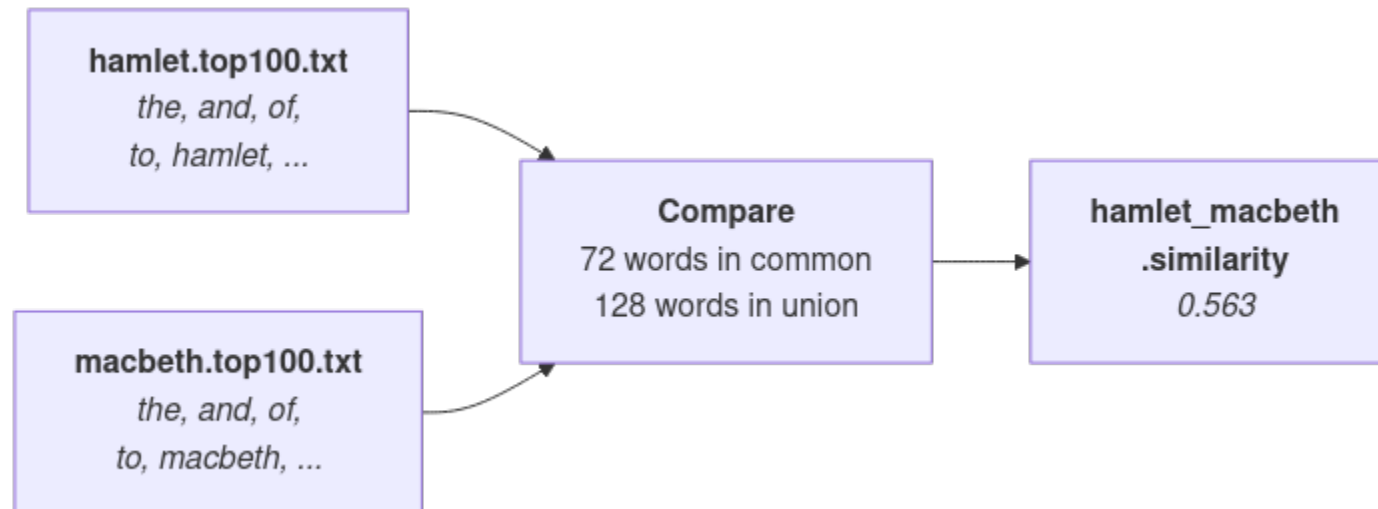 hamlet.top100.txt
the, and, of,
to, hamlet, ...
macbeth.top100.txt
the, and, of,
to, macbeth, ...
Compare
72 words in common
128 words in union
hamlet_macbeth
.similarity
0.563